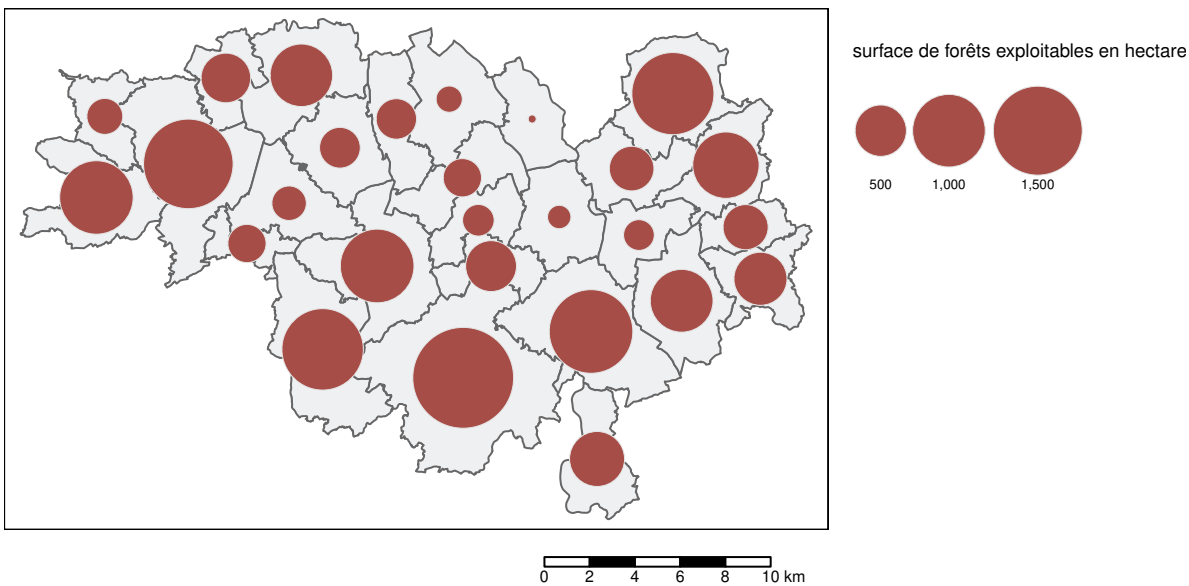 surface de forêts exploitables en hectare
500 1,000 1,500
0 2 4 6 8 10 km